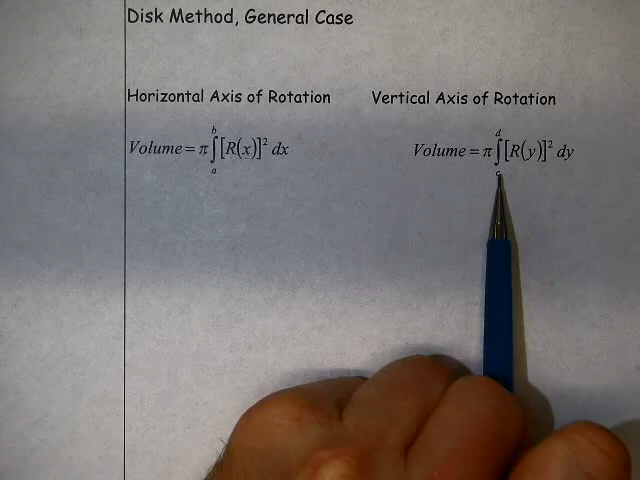 Disk Method, General Case
Horizontal Axis of Rotation
Volume = π∫ₐᵇ [R(x)]² dx
Vertical Axis of Rotation
Volume = π∫_c^d [R(y)]² dy